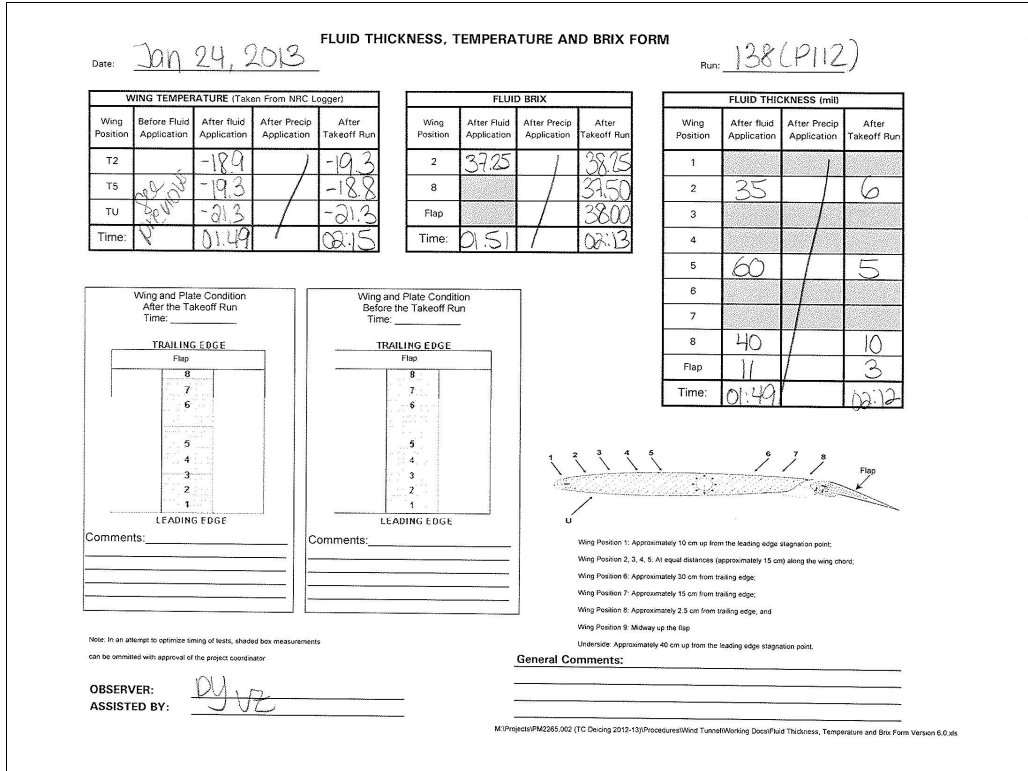 FLUID THICKNESS, TEMPERATURE AND BRIX FORM
Date: Jan 24, 2013
Run: 138 (P112)
WING TEMPERATURE (Taken From NRC Logger)
Wing Position Before Fluid Application After fluid Application After Precip Application After Takeoff Run
T2 -18.9 -19.3
T5 -19.3 -18.8
TU -21.3 -21.3
see previous
Time: 01:49 02:15
FLUID BRIX
Wing Position After Fluid Application After Precip Application After Takeoff Run
2 37.25 38.25
8 37.50
Flap 38.00
Time: 01:51 02:13
FLUID THICKNESS (mil)
Wing Position After fluid Application After Precip Application After Takeoff Run
1
2 35 6
3
4
5 60 5
6
7
8 40 10
Flap 11 3
Time: 01:49 02:12
Wing and Plate Condition
After the Takeoff Run
Time:
TRAILING EDGE
Flap
8
7
6
5
4
3
2
1
LEADING EDGE
Comments:
Wing and Plate Condition
Before the Takeoff Run
Time:
TRAILING EDGE
Flap
8
7
6
5
4
3
2
1
LEADING EDGE
Comments:
1 2 3 4 5 6 7 8
Flap
U
Wing Position 1: Approximately 10 cm up from the leading edge stagnation point;
Wing Position 2, 3, 4, 5: At equal distances (approximately 15 cm) along the wing chord;
Wing Position 6: Approximately 30 cm from trailing edge;
Wing Position 7: Approximately 15 cm from trailing edge;
Wing Position 8: Approximately 2.5 cm from trailing edge; and
Wing Position 9: Midway up the flap
Underside: Approximately 40 cm up from the leading edge stagnation point.
Note: In an attempt to optimize timing of tests, shaded box measurements
can be ommitted with approval of the project coordinator
General Comments:
OBSERVER: DY
ASSISTED BY: VZ
M:\Projects\PM2265.002 (TC Deicing 2012-13)\Procedures\Wind Tunnel\Working Docs\Fluid Thickness, Temperature and Brix Form Version 6.0.xls